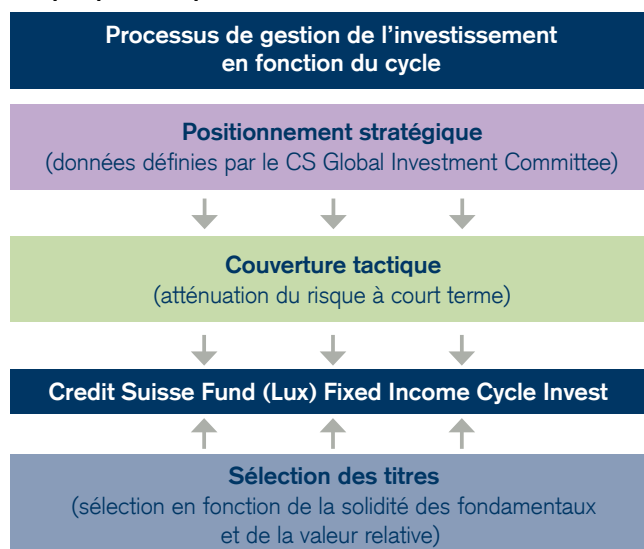 Processus de gestion de l'investissement
en fonction du cycle
Positionnement stratégique
(données définies par le CS Global Investment Committee)
Couverture tactique
(atténuation du risque à court terme)
Credit Suisse Fund (Lux) Fixed Income Cycle Invest
Sélection des titres
(sélection en fonction de la solidité des fondamentaux
et de la valeur relative)